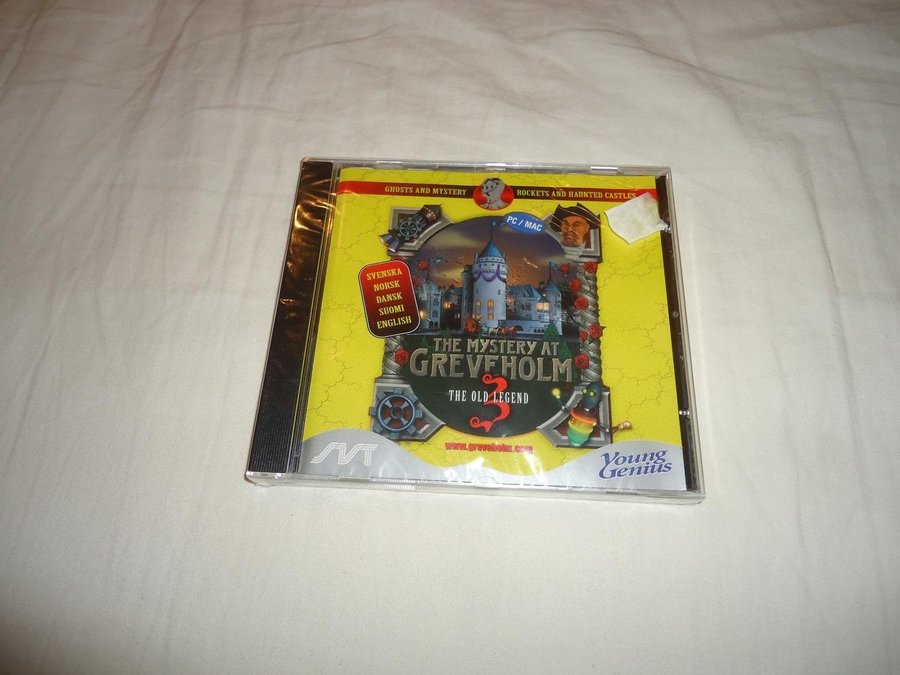 GHOSTS AND MYSTERY
ROCKETS AND HAUNTED CASTLES
PC / MAC
SVENSKA
NORSK
DANSK
SUOMI
ENGLISH
THE MYSTERY AT
GREVEHOLM
3
THE OLD LEGEND
www.greveholm.com
SVT
Young
Genius